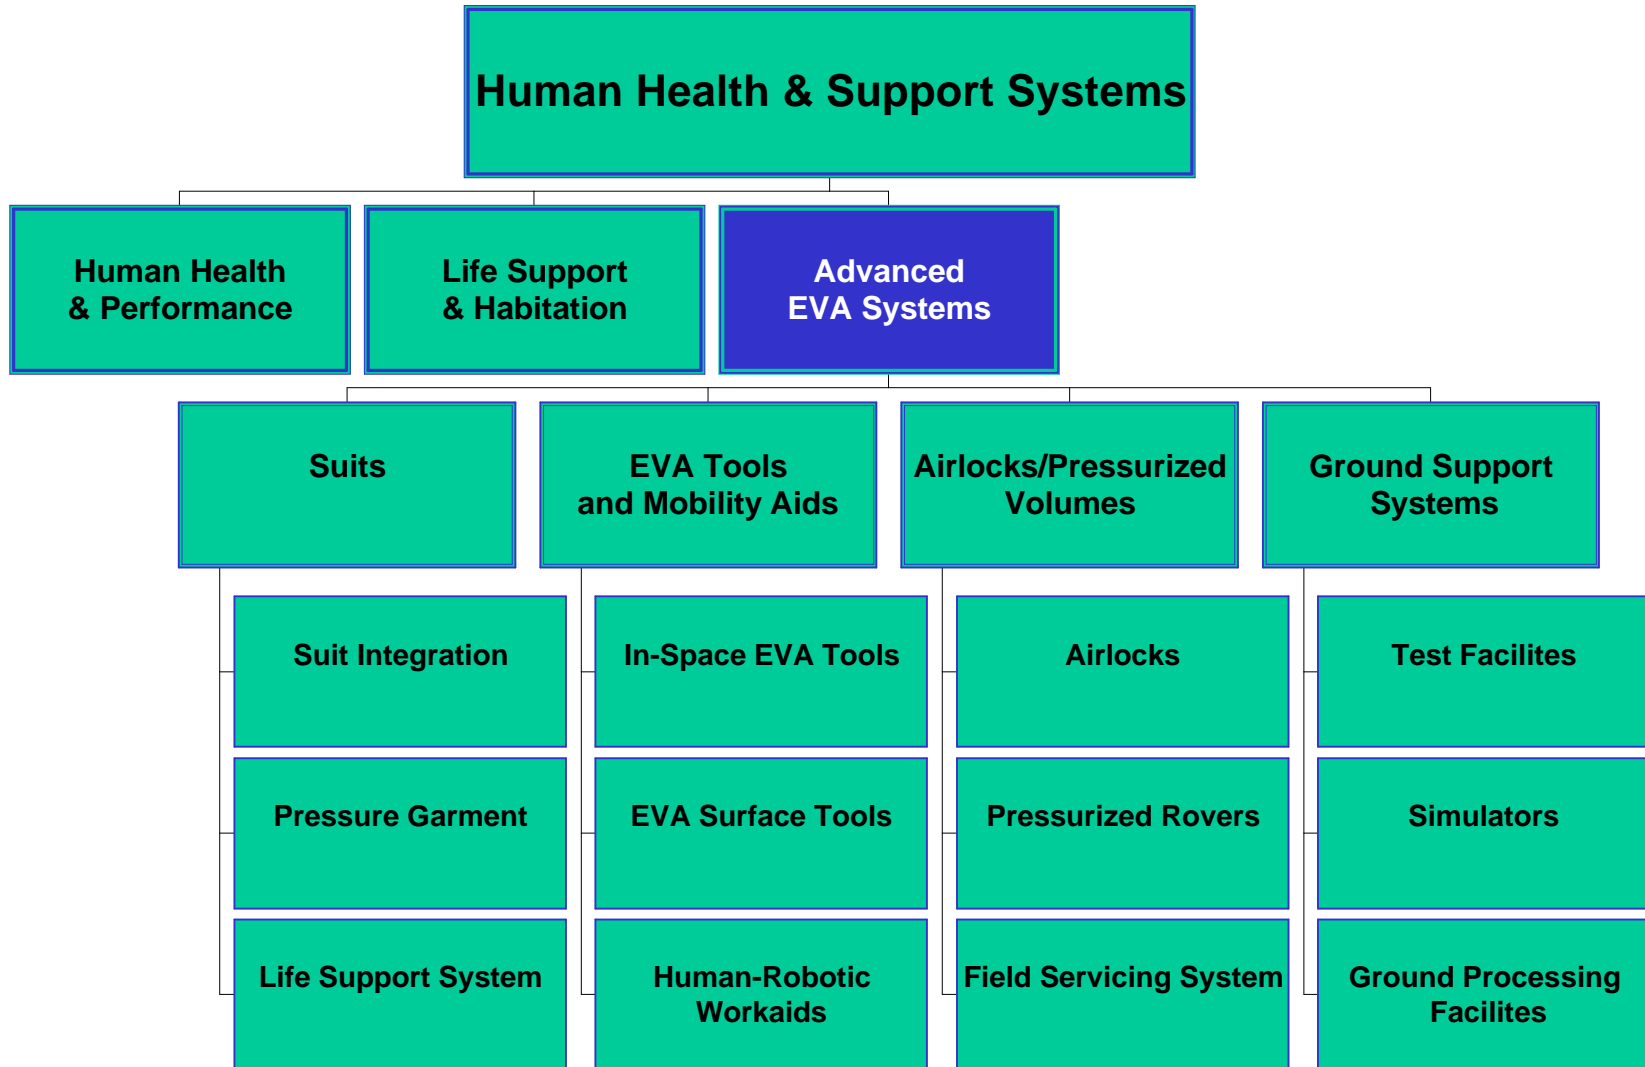 Human Health & Support Systems
Human Health
& Performance
Life Support
& Habitation
Advanced
EVA Systems
Suits
EVA Tools
and Mobility Aids
Airlocks/Pressurized
Volumes
Ground Support
Systems
Suit Integration
In-Space EVA Tools
Airlocks
Test Facilites
Pressure Garment
EVA Surface Tools
Pressurized Rovers
Simulators
Life Support System
Human-Robotic
Workaids
Field Servicing System
Ground Processing
Facilites